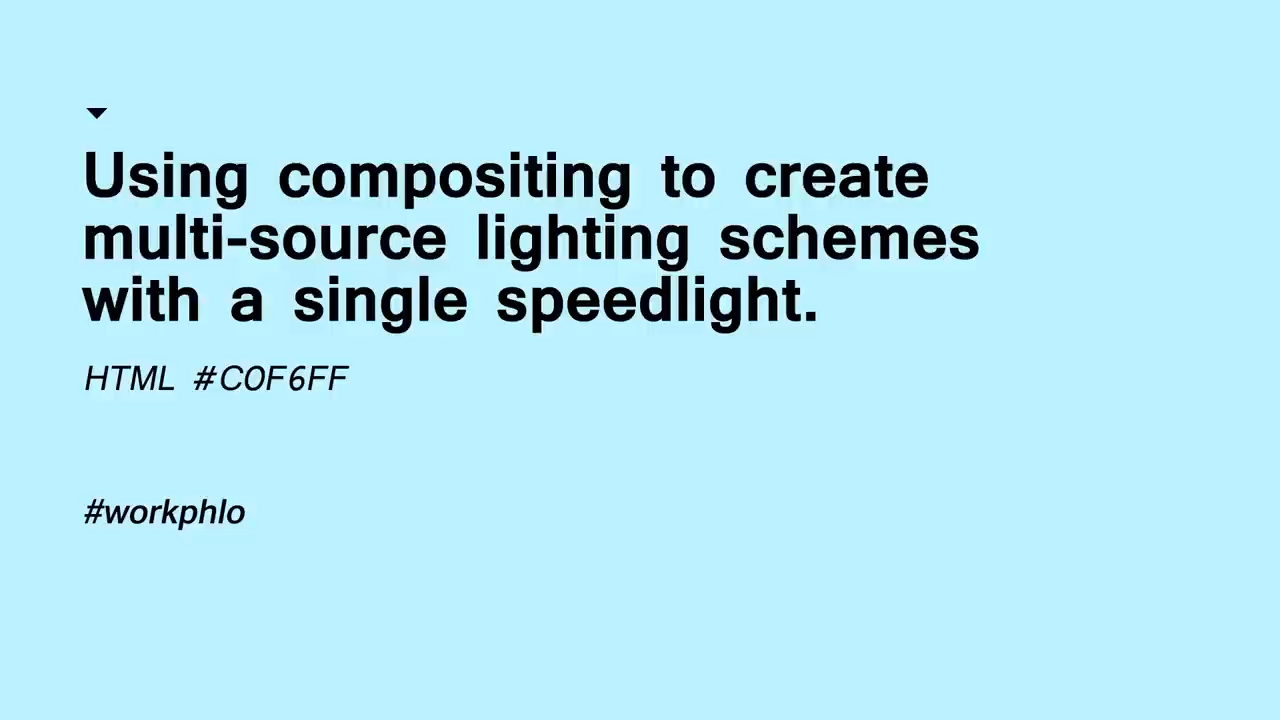 Using compositing to create
multi-source lighting schemes
with a single speedlight.
HTML #C0F6FF
#workphlo